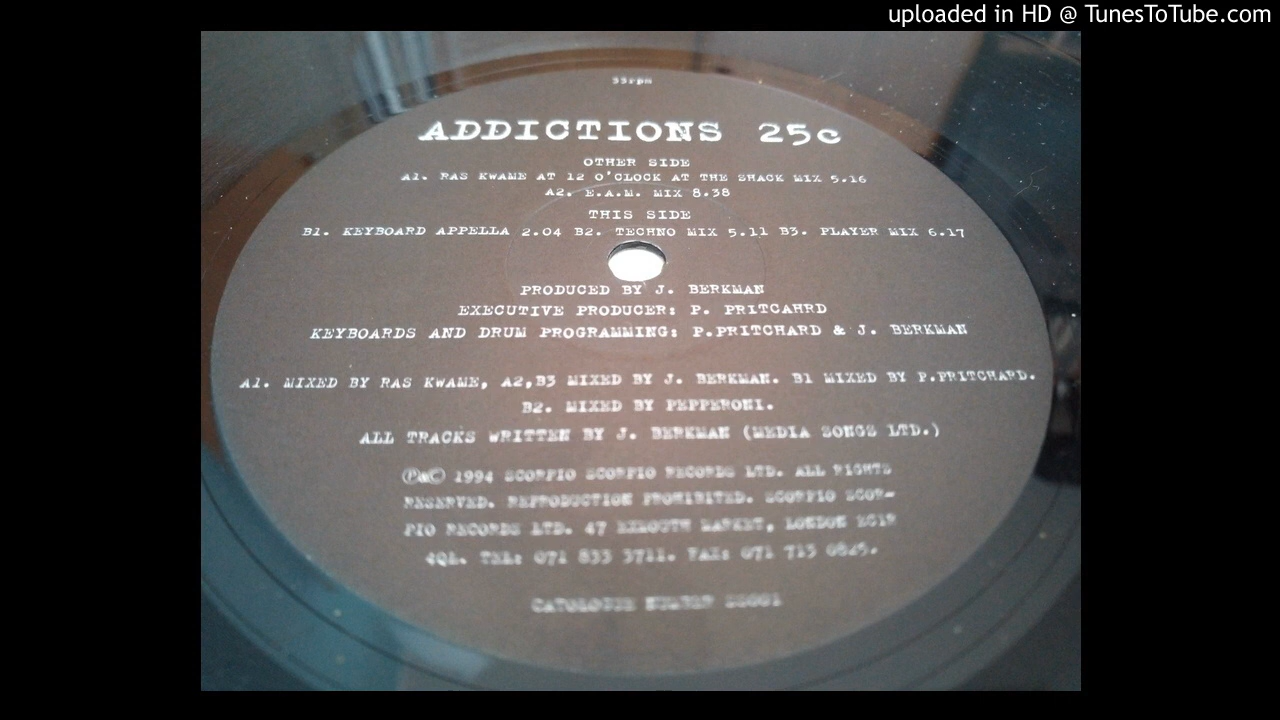 uploaded in HD @ TunesToTube.com
33rpm
ADDICTIONS 25c
OTHER SIDE
A1. RAS KWAME AT 12 O'CLOCK AT THE SHACK MIX 5.16
A2. E.A.M. MIX 8.38
THIS SIDE
B1. KEYBOARD APPELLA 2.04 B2. TECHNO MIX 5.11 B3. PLAYER MIX 6.17
PRODUCED BY J. BERKMAN
EXECUTIVE PRODUCER: P. PRITCAHRD
KEYBOARDS AND DRUM PROGRAMMING: P.PRITCHARD & J. BERKMAN
A1. MIXED BY RAS KWAME, A2,B3 MIXED BY J. BERKMAN. B1 MIXED BY P.PRITCHARD.
B2. MIXED BY PEPPERONI.
ALL TRACKS WRITTEN BY J. BERKMAN (MEDIA SONGS LTD.)
Ⓟ&© 1994 SCORPIO SCORPIO RECORDS LTD. ALL RIGHTS
RESERVED. REPRODUCTION PROHIBITED. SCORPIO SCOR-
PIO RECORDS LTD. 47 EXMOUTH MARKET, LONDON EC1R
4QL. TEL: 071 833 3711. FAX: 071 713
NUMBER